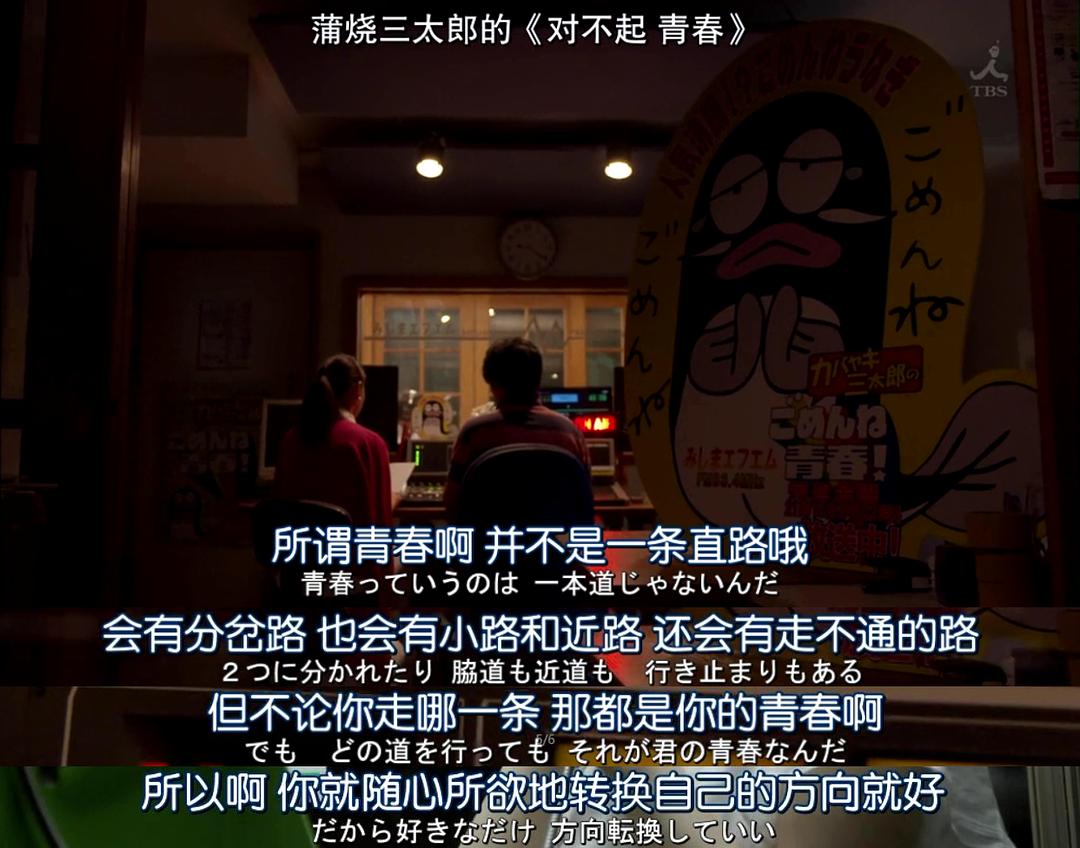 蒲烧三太郎的《对不起 青春》
TBS
ごめんね
ごめんね
カバヤキ
三太郎の
ごめんね
青春!
みしまエフエム
所谓青春啊 并不是一条直路哦
青春っていうのは 一本道じゃないんだ
会有分岔路 也会有小路和近路 还会有走不通的路
2つに分かれたり 脇道も近道も 行き止まりもある
但不论你走哪一条 那都是你的青春啊
5/6
でも どの道を行っても それが君の青春なんだ
所以啊 你就随心所欲地转换自己的方向就好
だから好きなだけ 方向転換していい